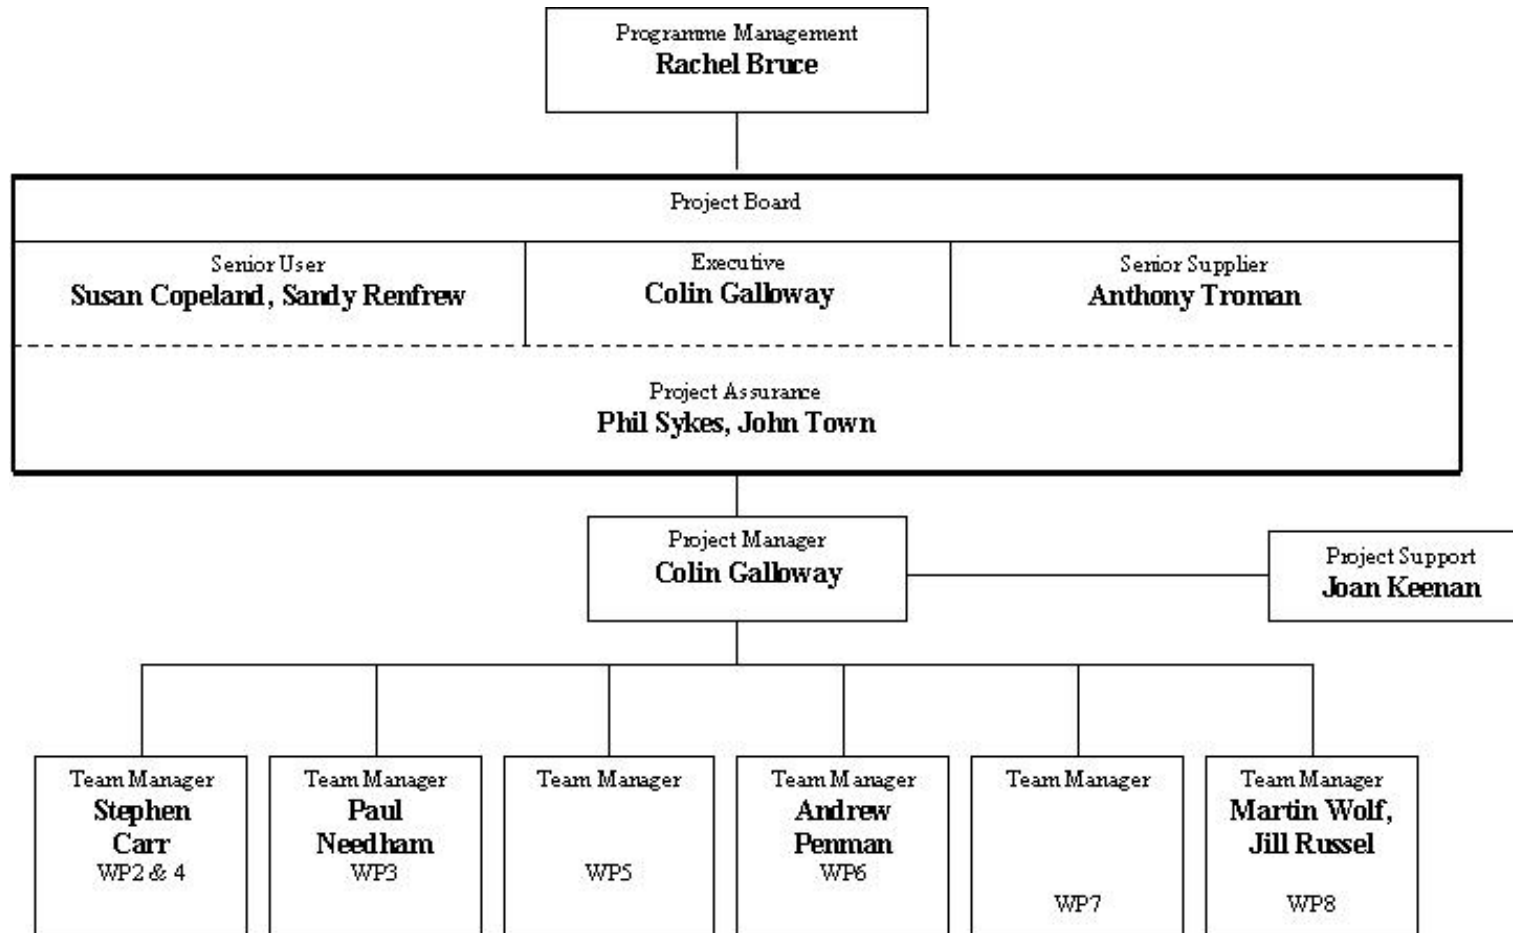 Programme Management
Rachel Bruce
Project Board
Senior User
Susan Copeland, Sandy Renfrew
Executive
Colin Galloway
Senior Supplier
Anthony Troman
Project Assurance
Phil Sykes, John Town
Project Manager
Colin Galloway
Project Support
Joan Keenan
Team Manager
Stephen
Carr
WP2 & 4
Team Manager
Paul
Needham
WP3
Team Manager
WP5
Team Manager
Andrew
Penman
WP6
Team Manager
WP7
Team Manager
Martin Wolf,
Jill Russel
WP8